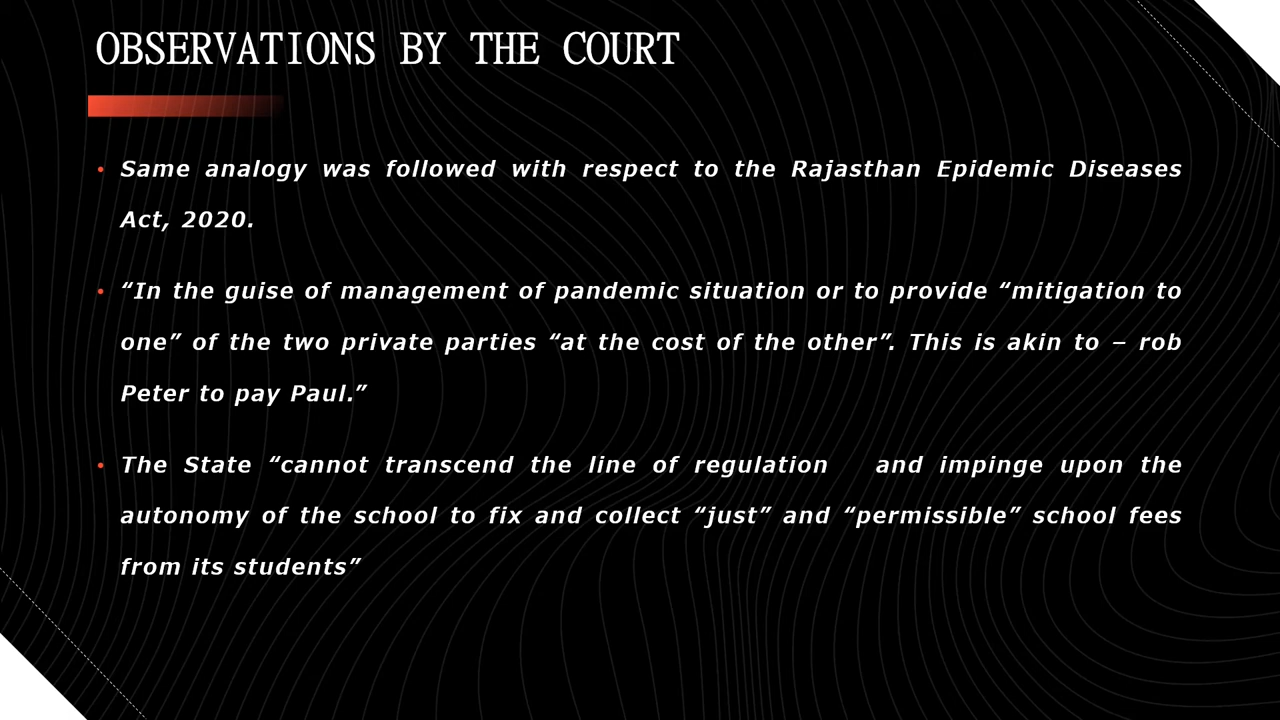 OBSERVATIONS BY THE COURT
• Same analogy was followed with respect to the Rajasthan Epidemic Diseases
Act, 2020.
• “In the guise of management of pandemic situation or to provide “mitigation to
one” of the two private parties “at the cost of the other”. This is akin to – rob
Peter to pay Paul.”
• The State “cannot transcend the line of regulation and impinge upon the
autonomy of the school to fix and collect “just” and “permissible” school fees
from its students”